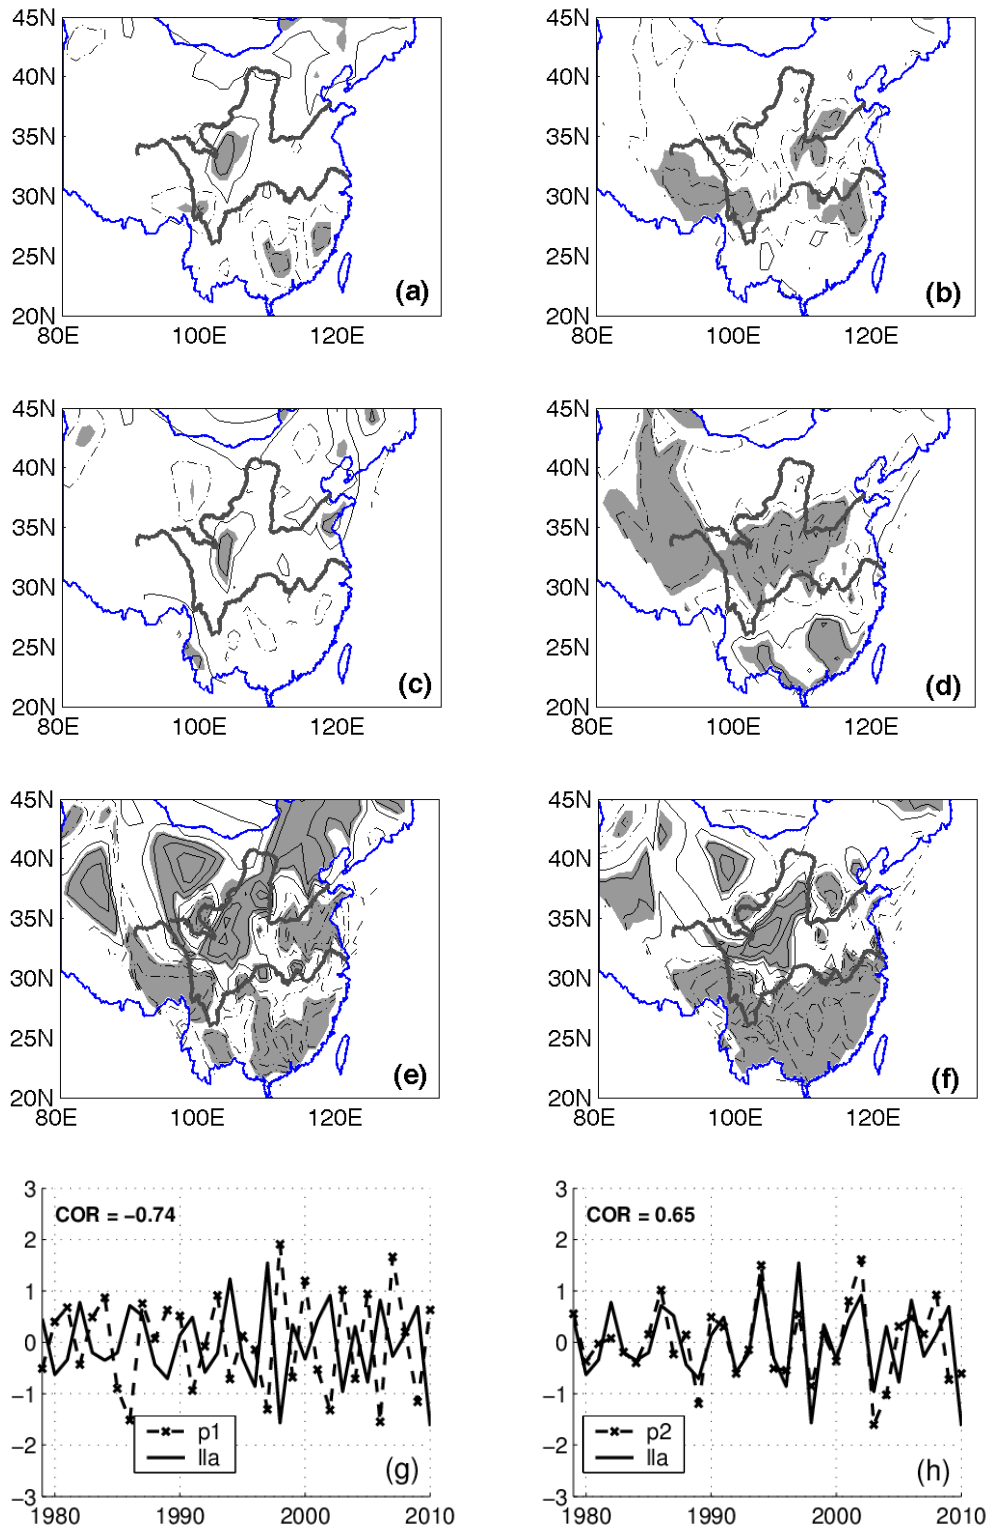 45N
40N
35N
30N
25N
20N
80E 100E 120E
(a)
45N
40N
35N
30N
25N
20N
80E 100E 120E
(b)
45N
40N
35N
30N
25N
20N
80E 100E 120E
(c)
45N
40N
35N
30N
25N
20N
80E 100E 120E
(d)
45N
40N
35N
30N
25N
20N
80E 100E 120E
(e)
45N
40N
35N
30N
25N
20N
80E 100E 120E
(f)
3
2
1
0
−1
−2
−3
COR = −0.74
p1
IIa
(g)
1980 1990 2000 2010
3
2
1
0
−1
−2
−3
COR = 0.65
p2
IIa
(h)
1980 1990 2000 2010